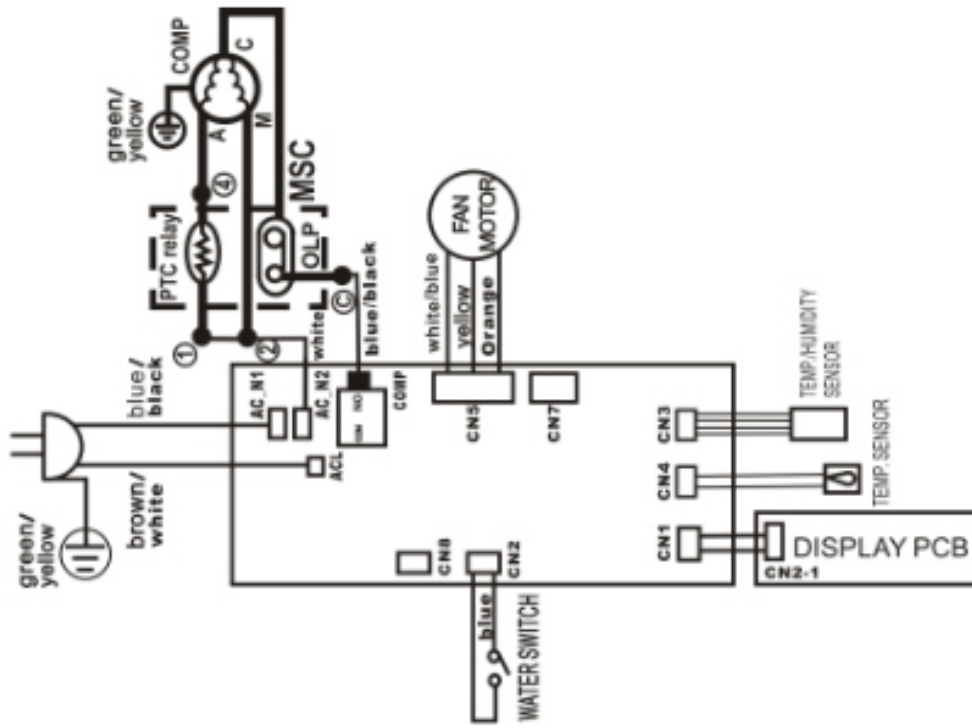 green/
yellow
COMP
C
A
M
④
PTC relay
MSC
OLP
①
②
white
Ⓒ
blue/black
blue/
black
brown/
white
green/
yellow
AC_N1
AC_N2
ACL
COMP
white/blue
yellow
Orange
FAN
MOTOR
CN5
CN7
CN8
CN2
blue
WATER SWITCH
CN3
CN4
CN1
TEMP/HUMIDITY
SENSOR
TEMP. SENSOR
CN2-1
DISPLAY PCB